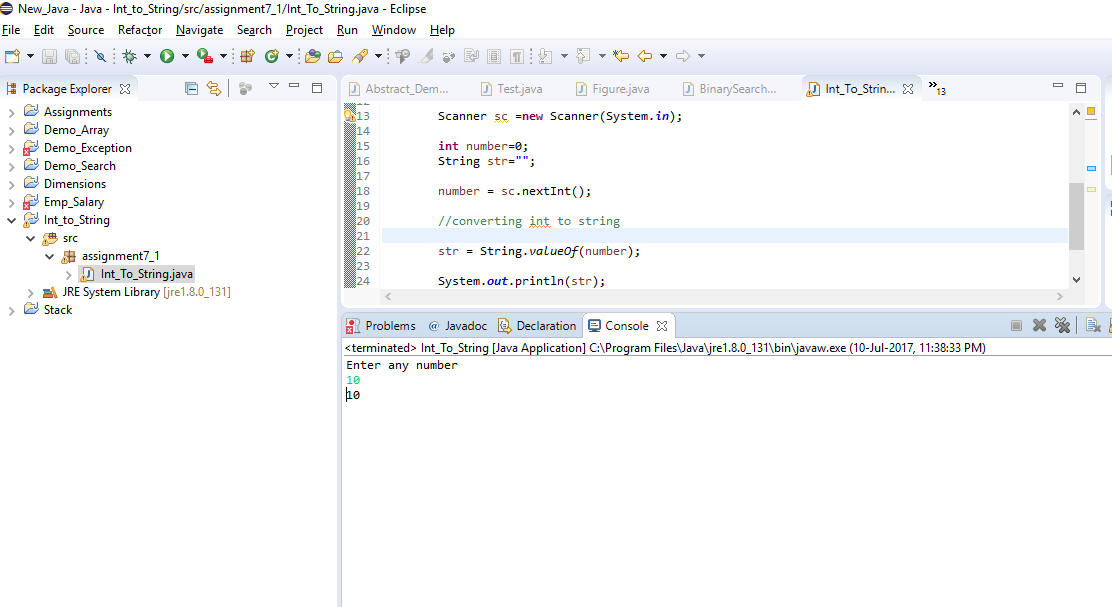 New_Java - Java - Int_to_String/src/assignment7_1/Int_To_String.java - Eclipse
File Edit Source Refactor Navigate Search Project Run Window Help
Package Explorer
Assignments
Demo_Array
Demo_Exception
Demo_Search
Dimensions
Emp_Salary
Int_to_String
src
assignment7_1
Int_To_String.java
JRE System Library [jre1.8.0_131]
Stack
Abstract_Dem... Test.java Figure.java BinarySearch... Int_To_Strin... »13
12
13 Scanner sc =new Scanner(System.in);
14
15 int number=0;
16 String str="";
17
18 number = sc.nextInt();
19
20 //converting int to string
21
22 str = String.valueOf(number);
23
24 System.out.println(str);
Problems @ Javadoc Declaration Console
<terminated> Int_To_String [Java Application] C:\Program Files\Java\jre1.8.0_131\bin\javaw.exe (10-Jul-2017, 11:38:33 PM)
Enter any number
10
10